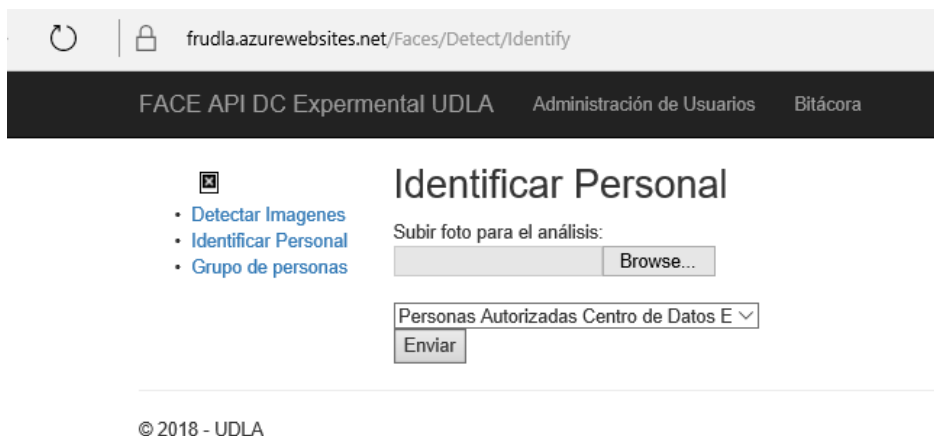 frudla.azurewebsites.net/Faces/Detect/Identify
FACE API DC Expermental UDLA Administración de Usuarios Bitácora
Identificar Personal
• Detectar Imagenes
• Identificar Personal
• Grupo de personas
Subir foto para el análisis:
Browse...
Personas Autorizadas Centro de Datos E
Enviar
© 2018 - UDLA